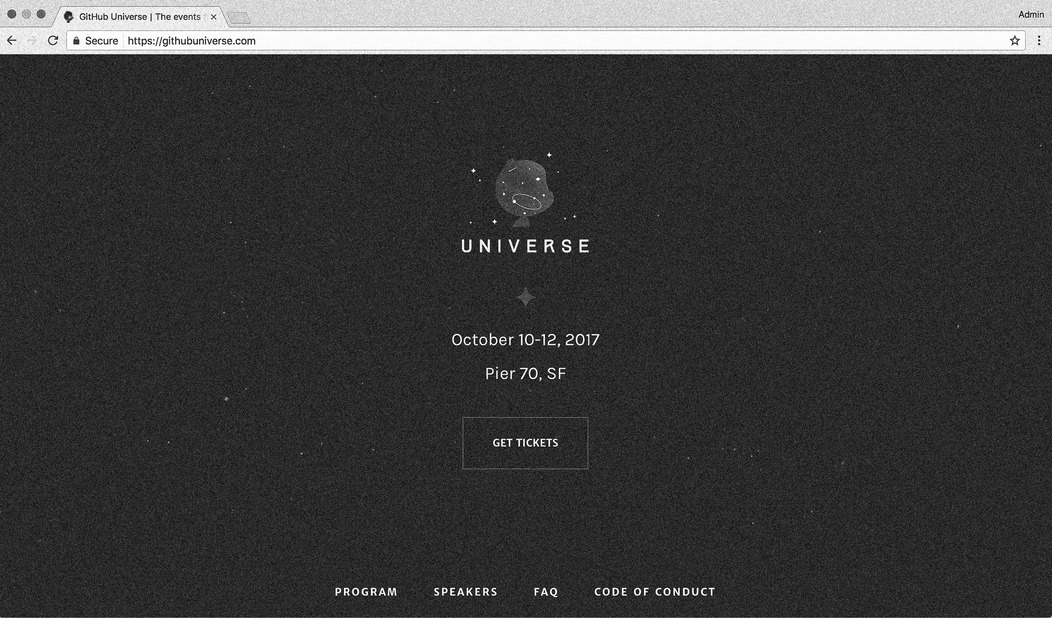 GitHub Universe | The events
Admin
Secure
https://githubuniverse.com
UNIVERSE
October 10-12, 2017
Pier 70, SF
GET TICKETS
PROGRAM
SPEAKERS
FAQ
CODE OF CONDUCT